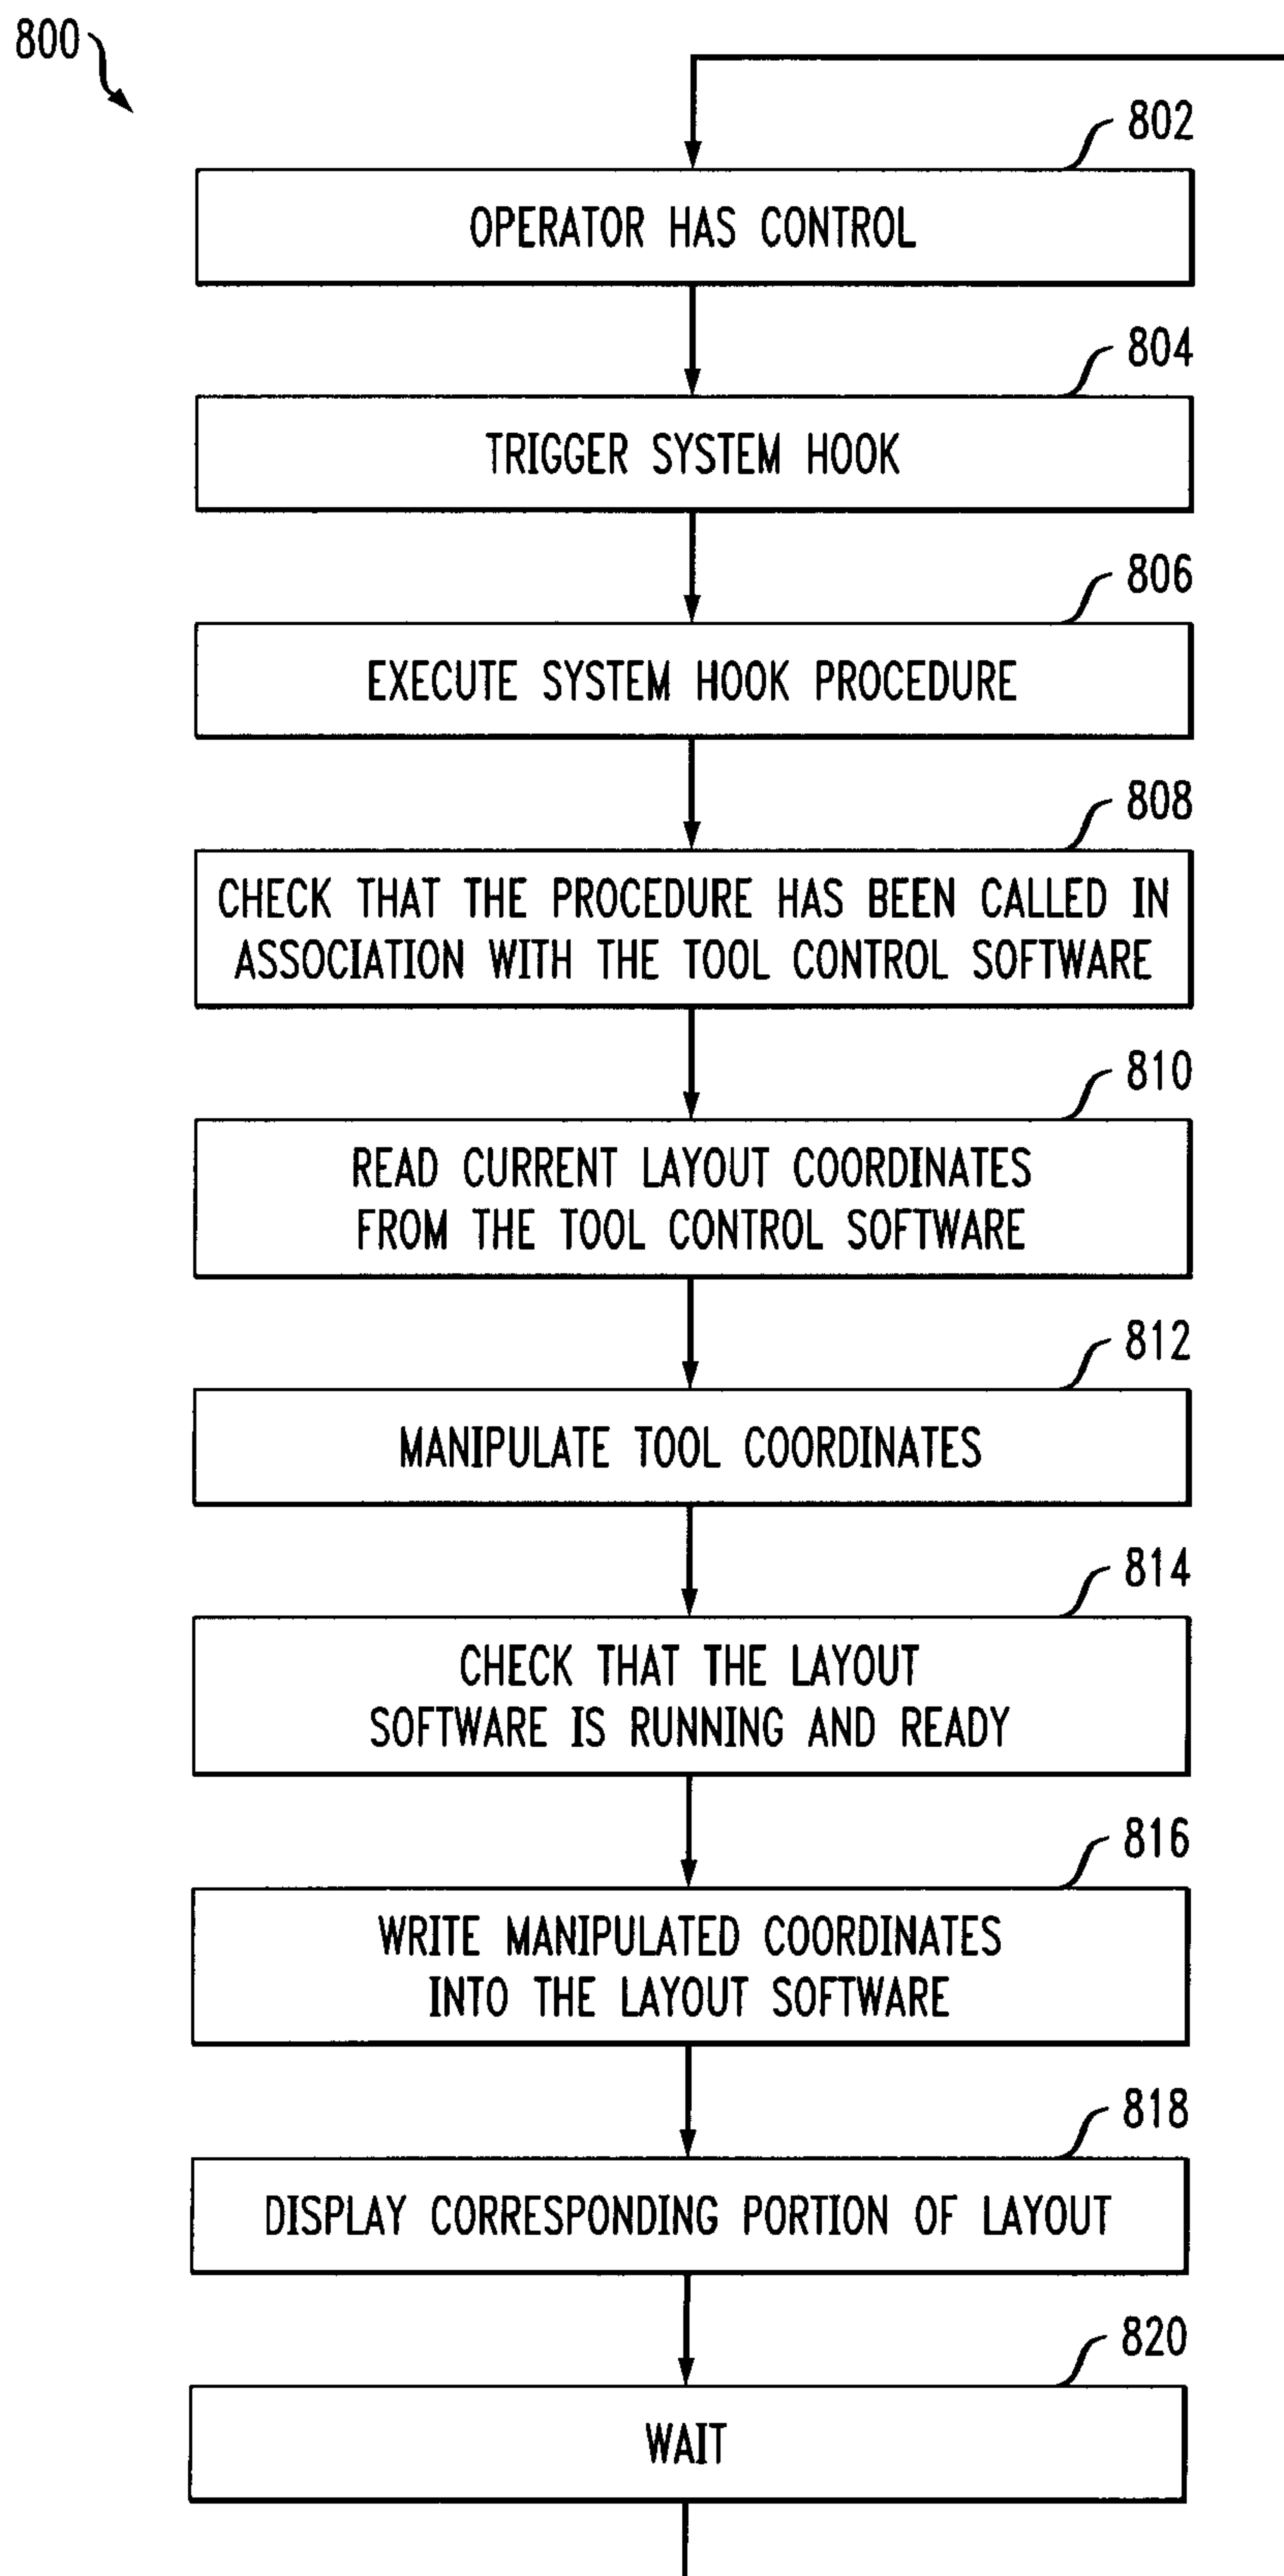 800
802
OPERATOR HAS CONTROL
804
TRIGGER SYSTEM HOOK
806
EXECUTE SYSTEM HOOK PROCEDURE
808
CHECK THAT THE PROCEDURE HAS BEEN CALLED IN
ASSOCIATION WITH THE TOOL CONTROL SOFTWARE
810
READ CURRENT LAYOUT COORDINATES
FROM THE TOOL CONTROL SOFTWARE
812
MANIPULATE TOOL COORDINATES
814
CHECK THAT THE LAYOUT
SOFTWARE IS RUNNING AND READY
816
WRITE MANIPULATED COORDINATES
INTO THE LAYOUT SOFTWARE
818
DISPLAY CORRESPONDING PORTION OF LAYOUT
820
WAIT